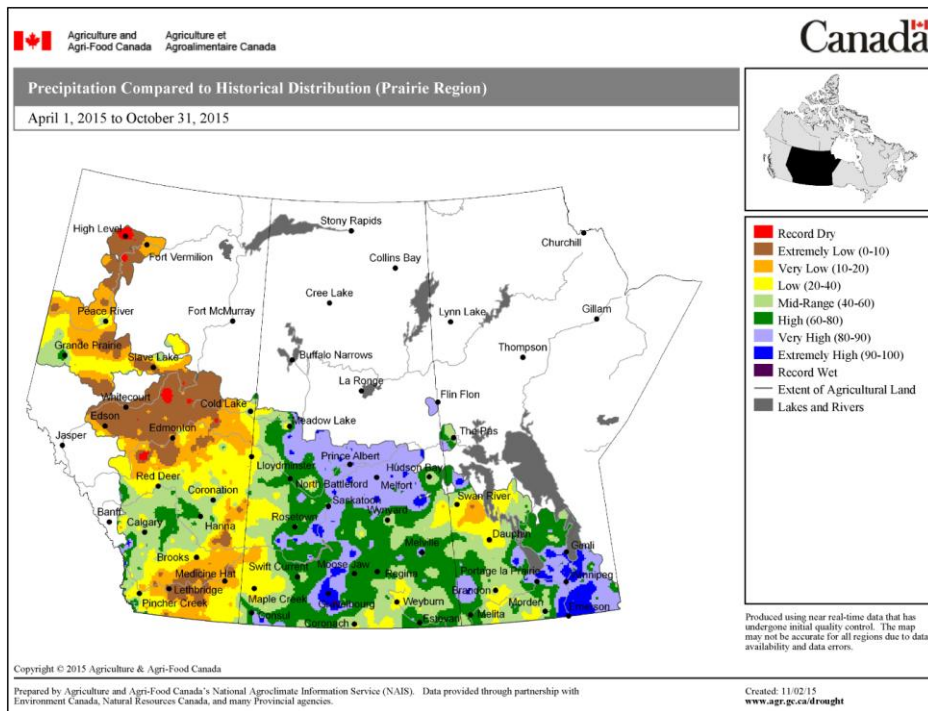 Agriculture and Agriculture et
Agri-Food Canada Agroalimentaire Canada
Canada
Precipitation Compared to Historical Distribution (Prairie Region)
April 1, 2015 to October 31, 2015
High Level
Fort Vermilion
Stony Rapids
Churchill
Collins Bay
Peace River
Fort McMurray
Cree Lake
Lynn Lake
Gillam
Grande Prairie
Slave Lake
Buffalo Narrows
Thompson
La Ronge
Flin Flon
Whitecourt
Cold Lake
Meadow Lake
Edson
Jasper
Edmonton
The Pas
Lloydminster
Prince Albert
Hudson Bay
Red Deer
North Battleford
Melfort
Coronation
Saskatoon
Swan River
Banff
Calgary
Hanna
Rosetown
Wynyard
Dauphin
Brooks
Melville
Gimli
Medicine Hat
Swift Current
Moose Jaw
Regina
Portage la Prairie
Winnipeg
Lethbridge
Pincher Creek
Maple Creek
Weyburn
Brandon
Morden
Emerson
Consul
Coronach
Estevan
Melita
Record Dry
Extremely Low (0-10)
Very Low (10-20)
Low (20-40)
Mid-Range (40-60)
High (60-80)
Very High (80-90)
Extremely High (90-100)
Record Wet
Extent of Agricultural Land
Lakes and Rivers
Produced using near real-time data that has
undergone initial quality control. The map
may not be accurate for all regions due to data
availability and data errors.
Copyright © 2015 Agriculture & Agri-Food Canada
Prepared by Agriculture and Agri-Food Canada's National Agroclimate Information Service (NAIS). Data provided through partnership with
Environment Canada, Natural Resources Canada, and many Provincial agencies.
Created: 11/02/15
www.agr.gc.ca/drought